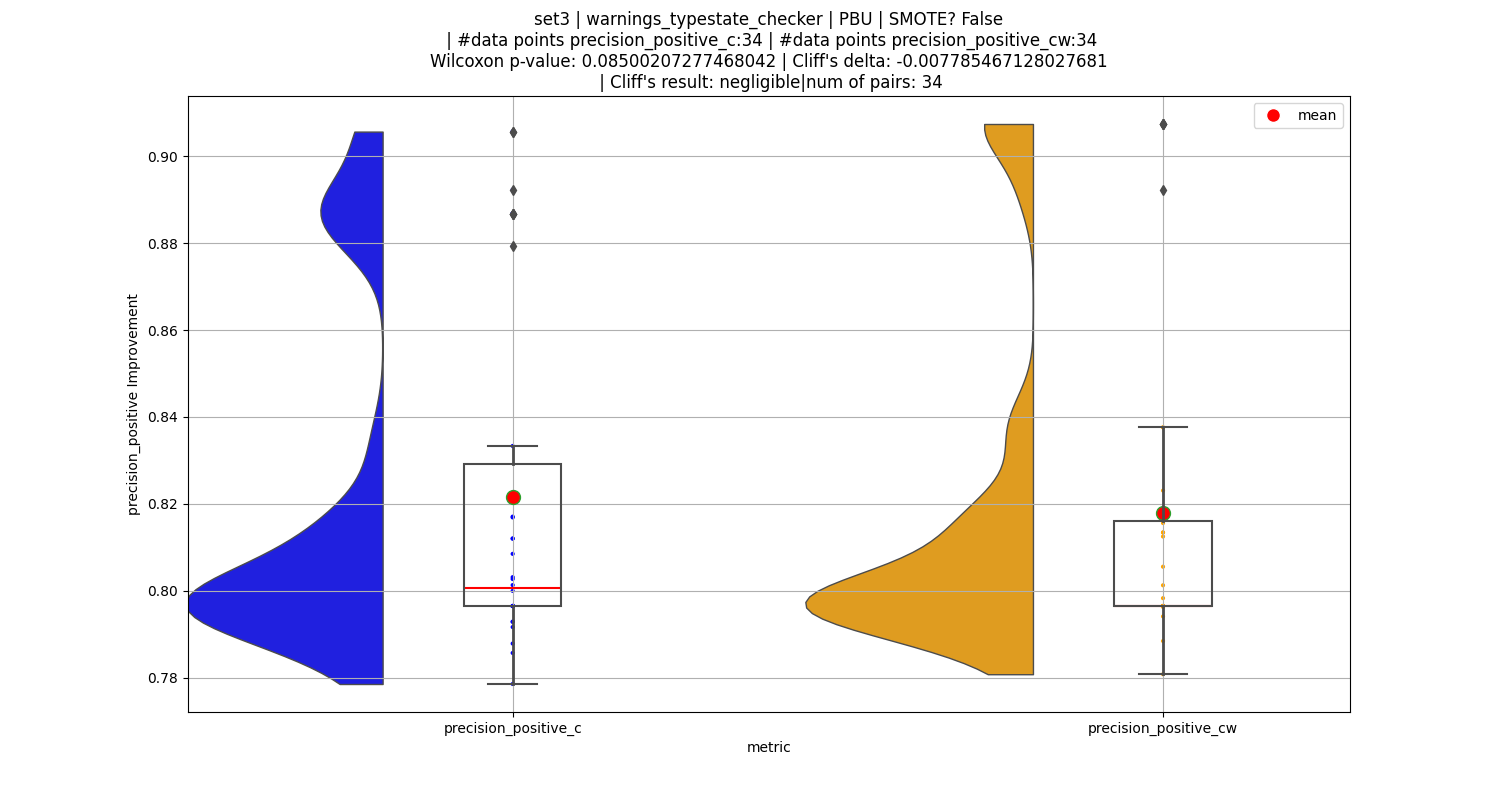 set3 | warnings_typestate_checker | PBU | SMOTE? False
| #data points precision_positive_c:34 | #data points precision_positive_cw:34
Wilcoxon p-value: 0.08500207277468042 | Cliff's delta: -0.007785467128027681
| Cliff's result: negligible|num of pairs: 34
mean
0.90
0.88
0.86
0.84
0.82
0.80
0.78
precision_positive Improvement
precision_positive_c
precision_positive_cw
metric